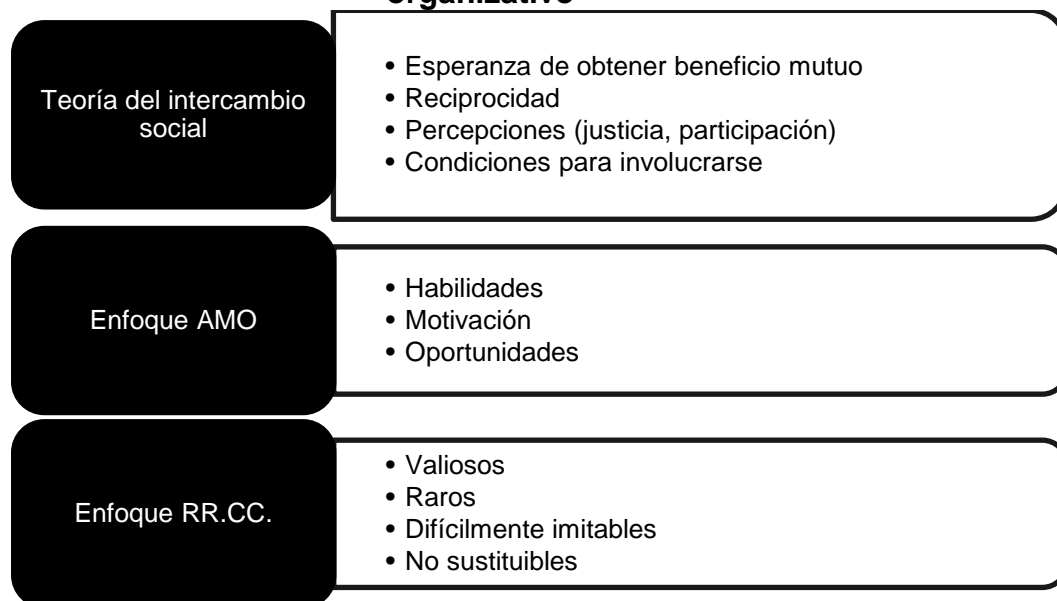 organizativo
Teoría del intercambio
social
• Esperanza de obtener beneficio mutuo
• Reciprocidad
• Percepciones (justicia, participación)
• Condiciones para involucrarse
Enfoque AMO
• Habilidades
• Motivación
• Oportunidades
Enfoque RR.CC.
• Valiosos
• Raros
• Difícilmente imitables
• No sustituibles